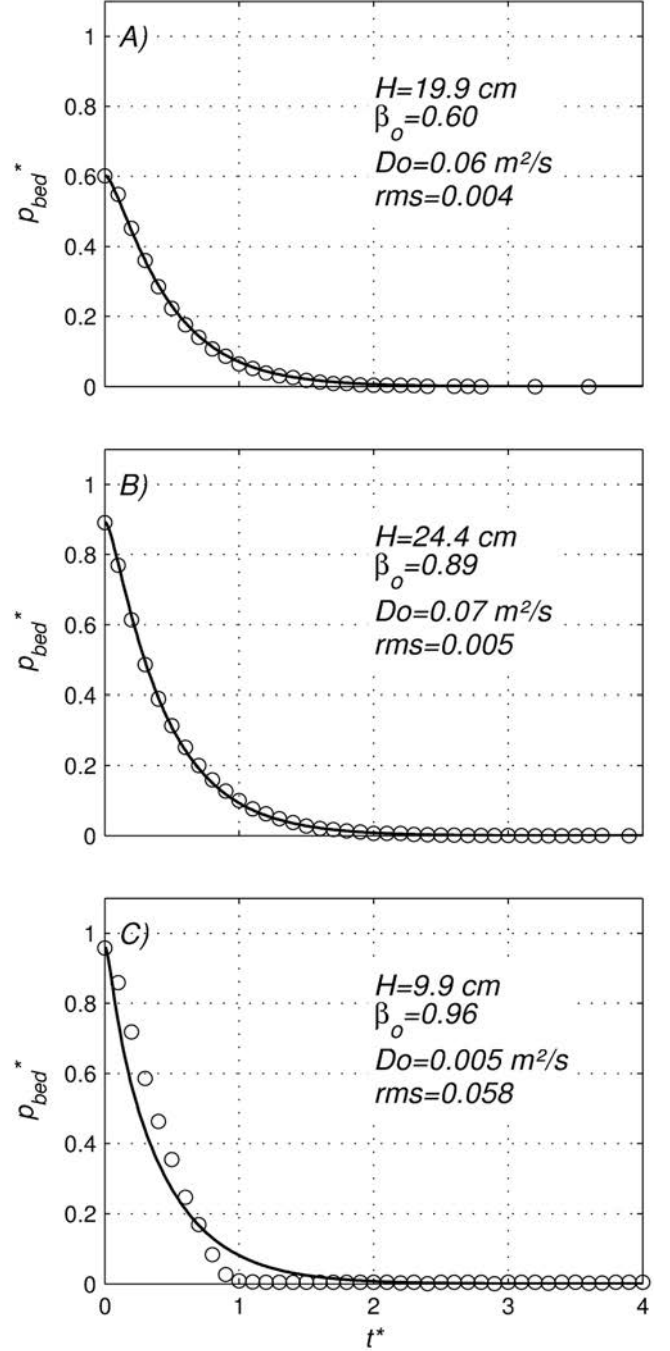 A)
1
0.8
0.6
0.4
0.2
0
p_bed*
H=19.9 cm
β_o=0.60
Do=0.06 m²/s
rms=0.004
B)
1
0.8
0.6
0.4
0.2
0
p_bed*
H=24.4 cm
β_o=0.89
Do=0.07 m²/s
rms=0.005
C)
1
0.8
0.6
0.4
0.2
0
p_bed*
H=9.9 cm
β_o=0.96
Do=0.005 m²/s
rms=0.058
0 1 2 3 4
t*